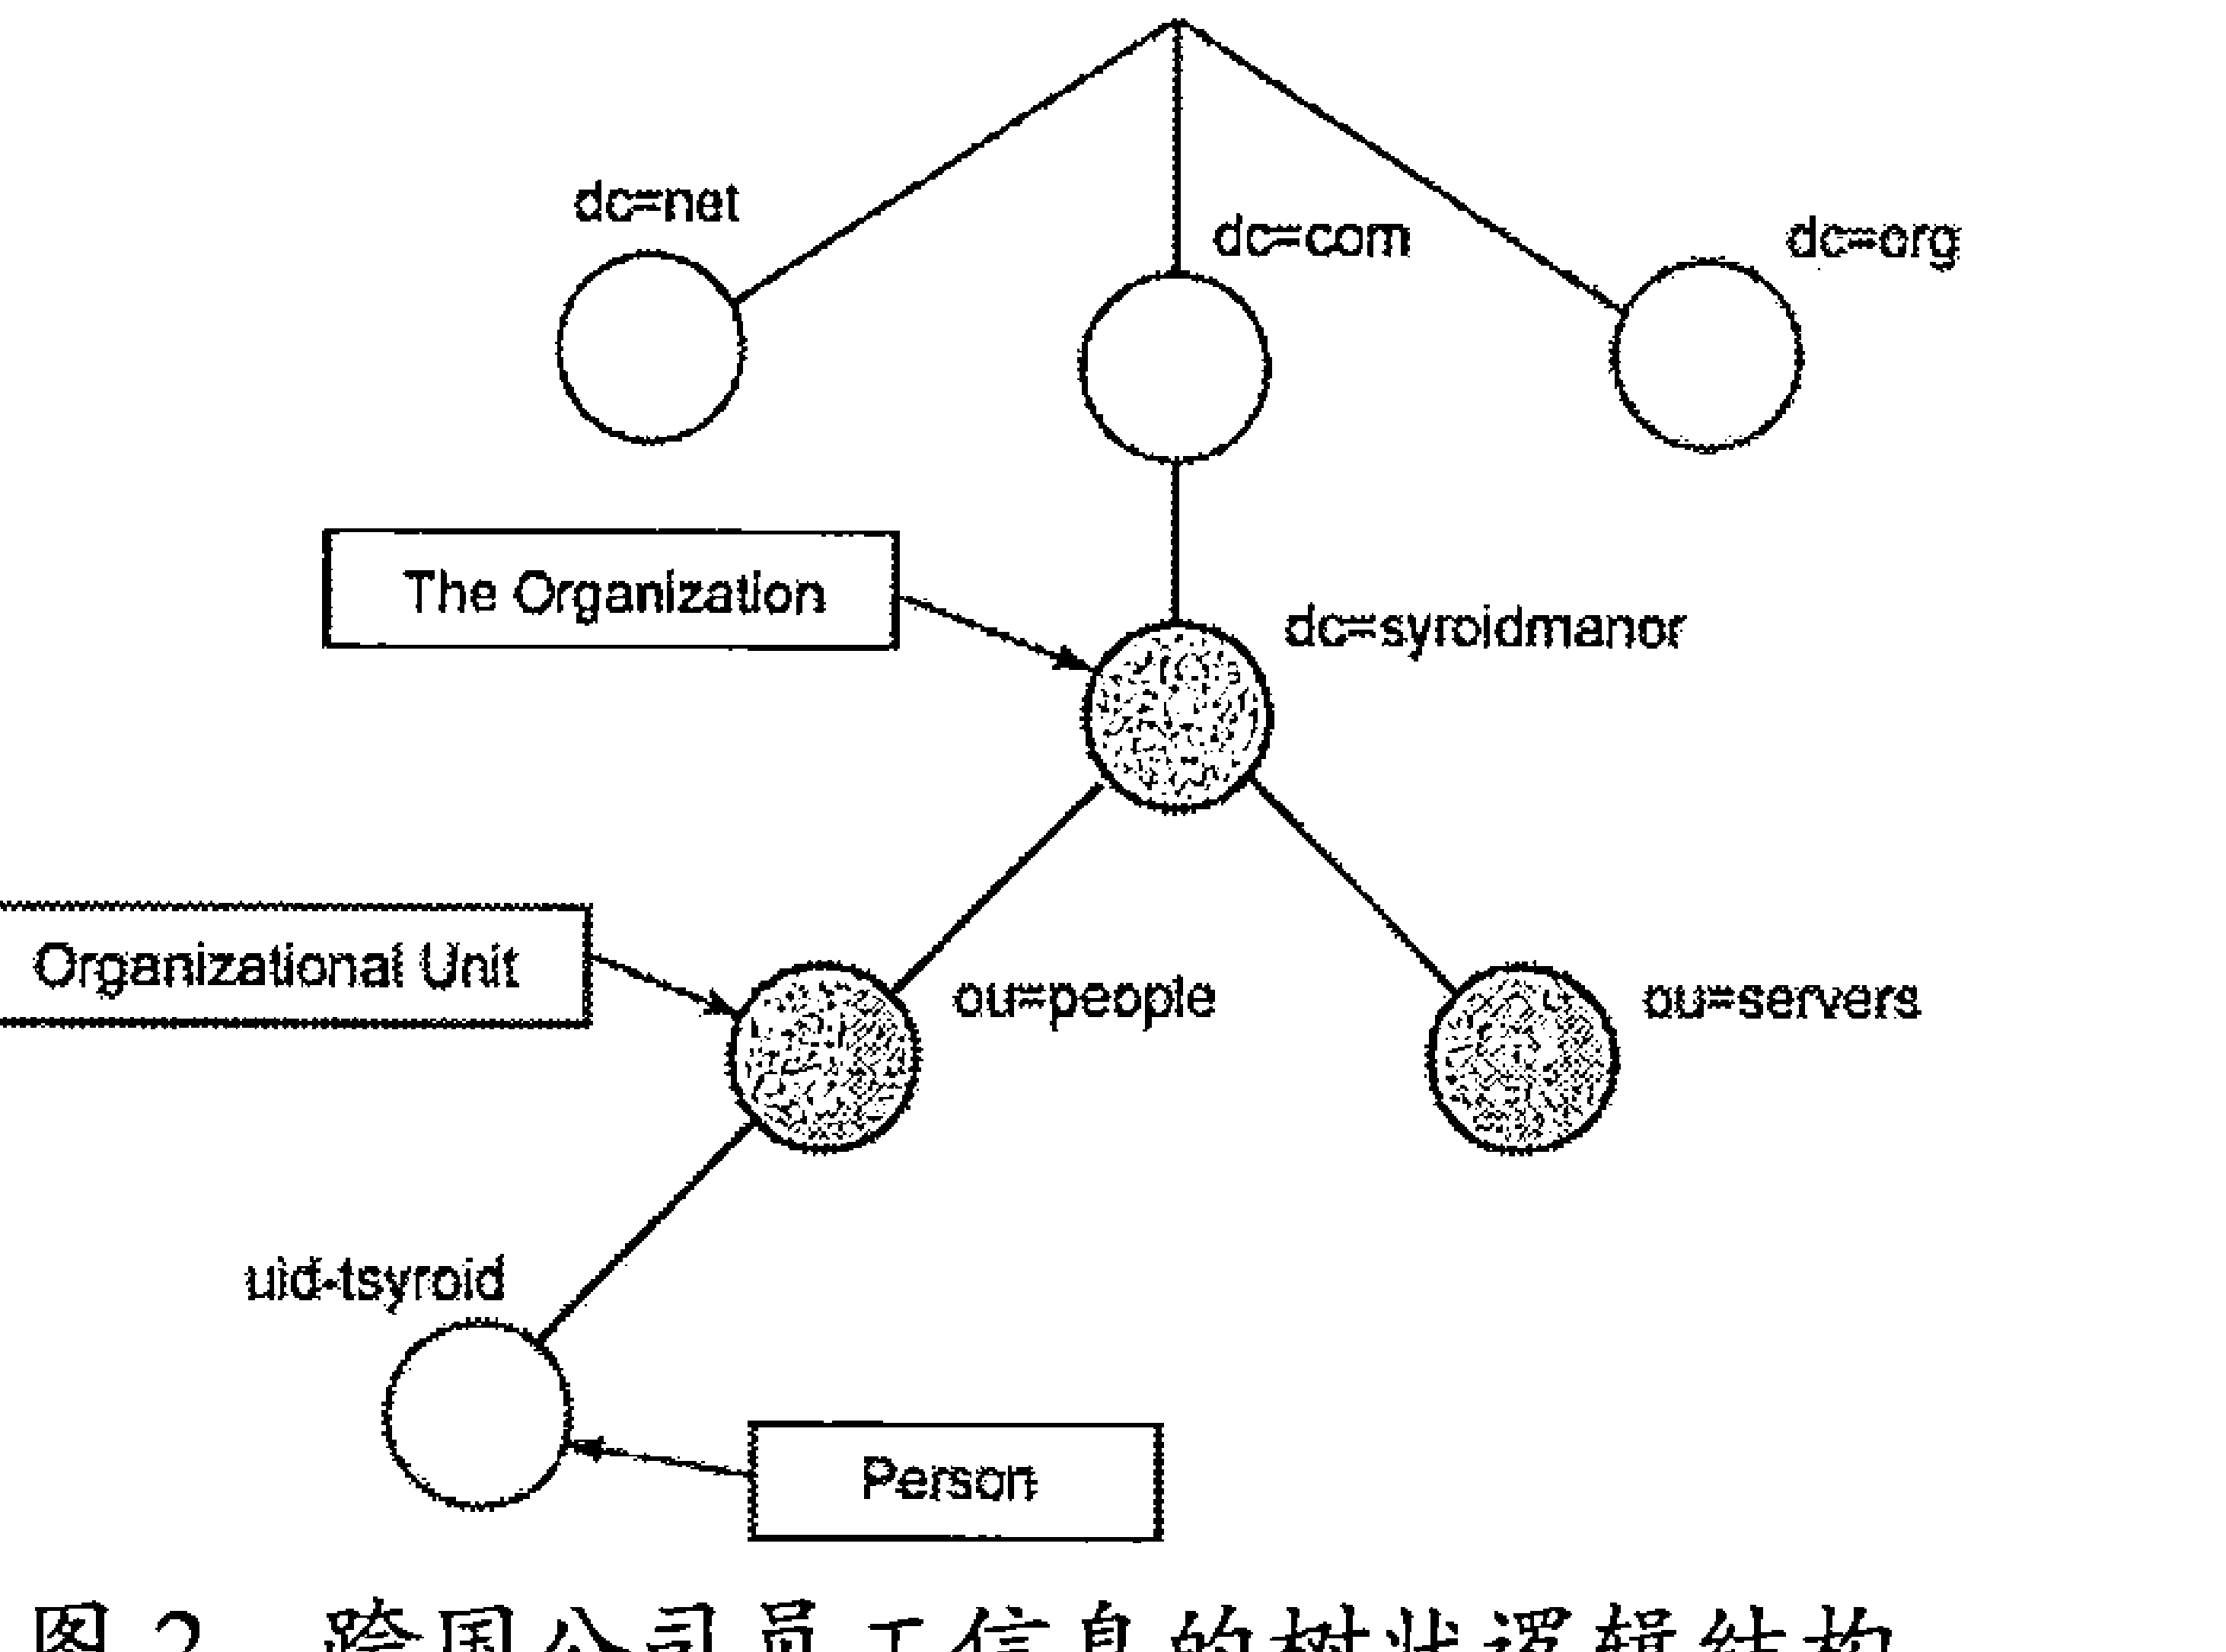 dc=net
dc=com
dc=org
The Organization
dc=syroidmanor
Organizational Unit
ou=people
ou=servers
uid-tsyroid
Person
图 2 跨国公司员工信息的树状逻辑结构